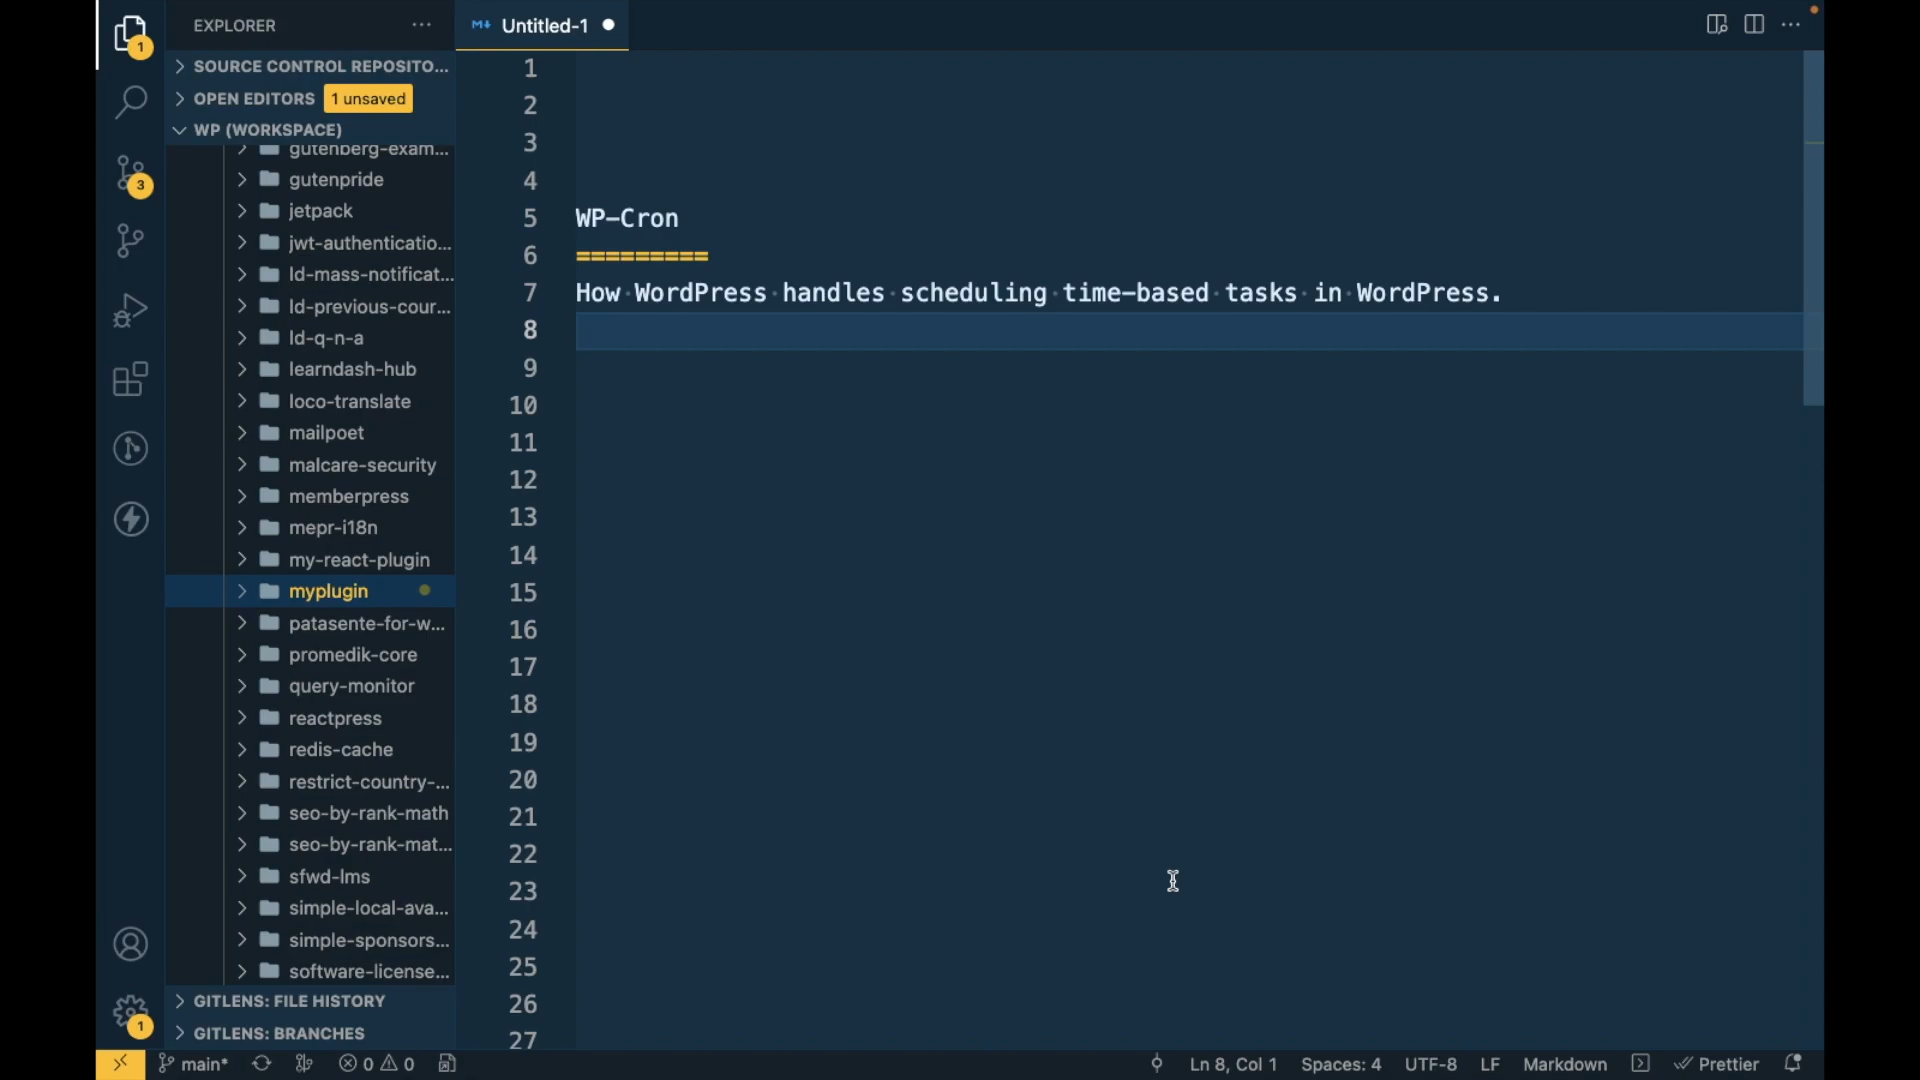 EXPLORER
SOURCE CONTROL REPOSITO...
OPEN EDITORS 1 unsaved
WP (WORKSPACE)
gutenberg-exam...
gutenpride
jetpack
jwt-authenticatio...
ld-mass-notificat...
ld-previous-cour...
ld-q-n-a
learndash-hub
loco-translate
mailpoet
malcare-security
memberpress
mepr-i18n
my-react-plugin
myplugin
patasente-for-w...
promedik-core
query-monitor
reactpress
redis-cache
restrict-country-...
seo-by-rank-math
seo-by-rank-mat...
sfwd-lms
simple-local-ava...
simple-sponsors...
software-license...
GITLENS: FILE HISTORY
GITLENS: BRANCHES
1
3
1
Untitled-1
1
2
3
4
5 WP-Cron
6 =========
7 How WordPress handles scheduling time-based tasks in WordPress.
8
9
10
11
12
13
14
15
16
17
18
19
20
21
22
23
24
25
26
27
main* 0 0 Ln 8, Col 1 Spaces: 4 UTF-8 LF Markdown Prettier